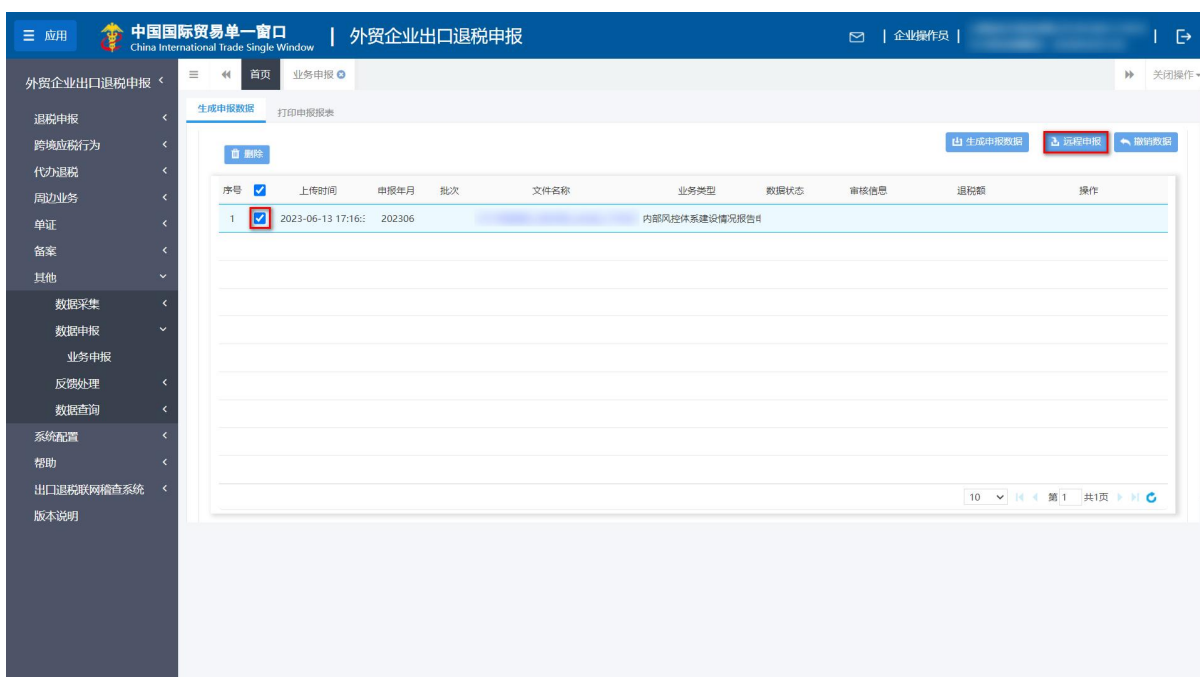 应用 中国国际贸易单一窗口 外贸企业出口退税申报 企业操作员
China International Trade Single Window
外贸企业出口退税申报
首页 业务申报 关闭操作
生成申报数据 打印申报报表
退税申报
跨境应税行为
代办退税
周边业务
单证
备案
其他
数据采集
数据申报
业务申报
反馈处理
数据查询
系统配置
帮助
出口退税联网稽查系统
版本说明
删除 生成申报数据 远程申报 撤销数据
序号 上传时间 申报年月 批次 文件名称 业务类型 数据状态 审核信息 退税额 操作
1 2023-06-13 17:16: 202306 内部风控体系建设情况报告
10 第 1 共1页